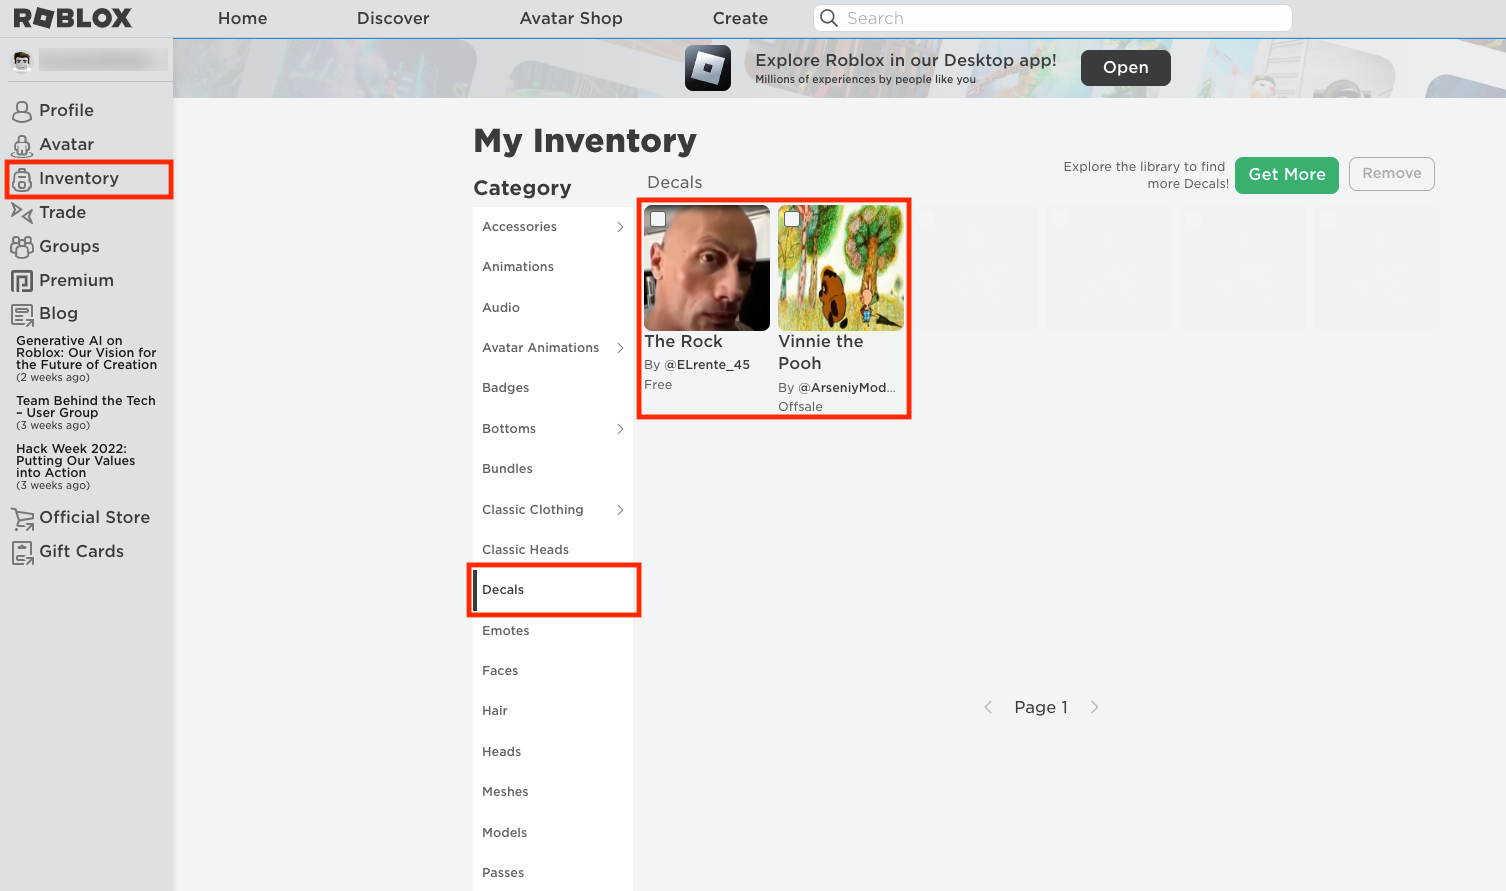 ROBLOX
Home
Discover
Avatar Shop
Create
Search
Explore Roblox in our Desktop app!
Millions of experiences by people like you
Open
Profile
Avatar
Inventory
Trade
Groups
Premium
Blog
Generative AI on
Roblox: Our Vision for
the Future of Creation
(2 weeks ago)
Team Behind the Tech
– User Group
(3 weeks ago)
Hack Week 2022:
Putting Our Values
into Action
(3 weeks ago)
Official Store
Gift Cards
My Inventory
Category
Accessories
Animations
Audio
Avatar Animations
Badges
Bottoms
Bundles
Classic Clothing
Classic Heads
Decals
Emotes
Faces
Hair
Heads
Meshes
Models
Passes
Decals
Explore the library to find
more Decals!
Get More
Remove
The Rock
By @ELrente_45
Free
Vinnie the
Pooh
By @ArseniyMod...
Offsale
Page 1